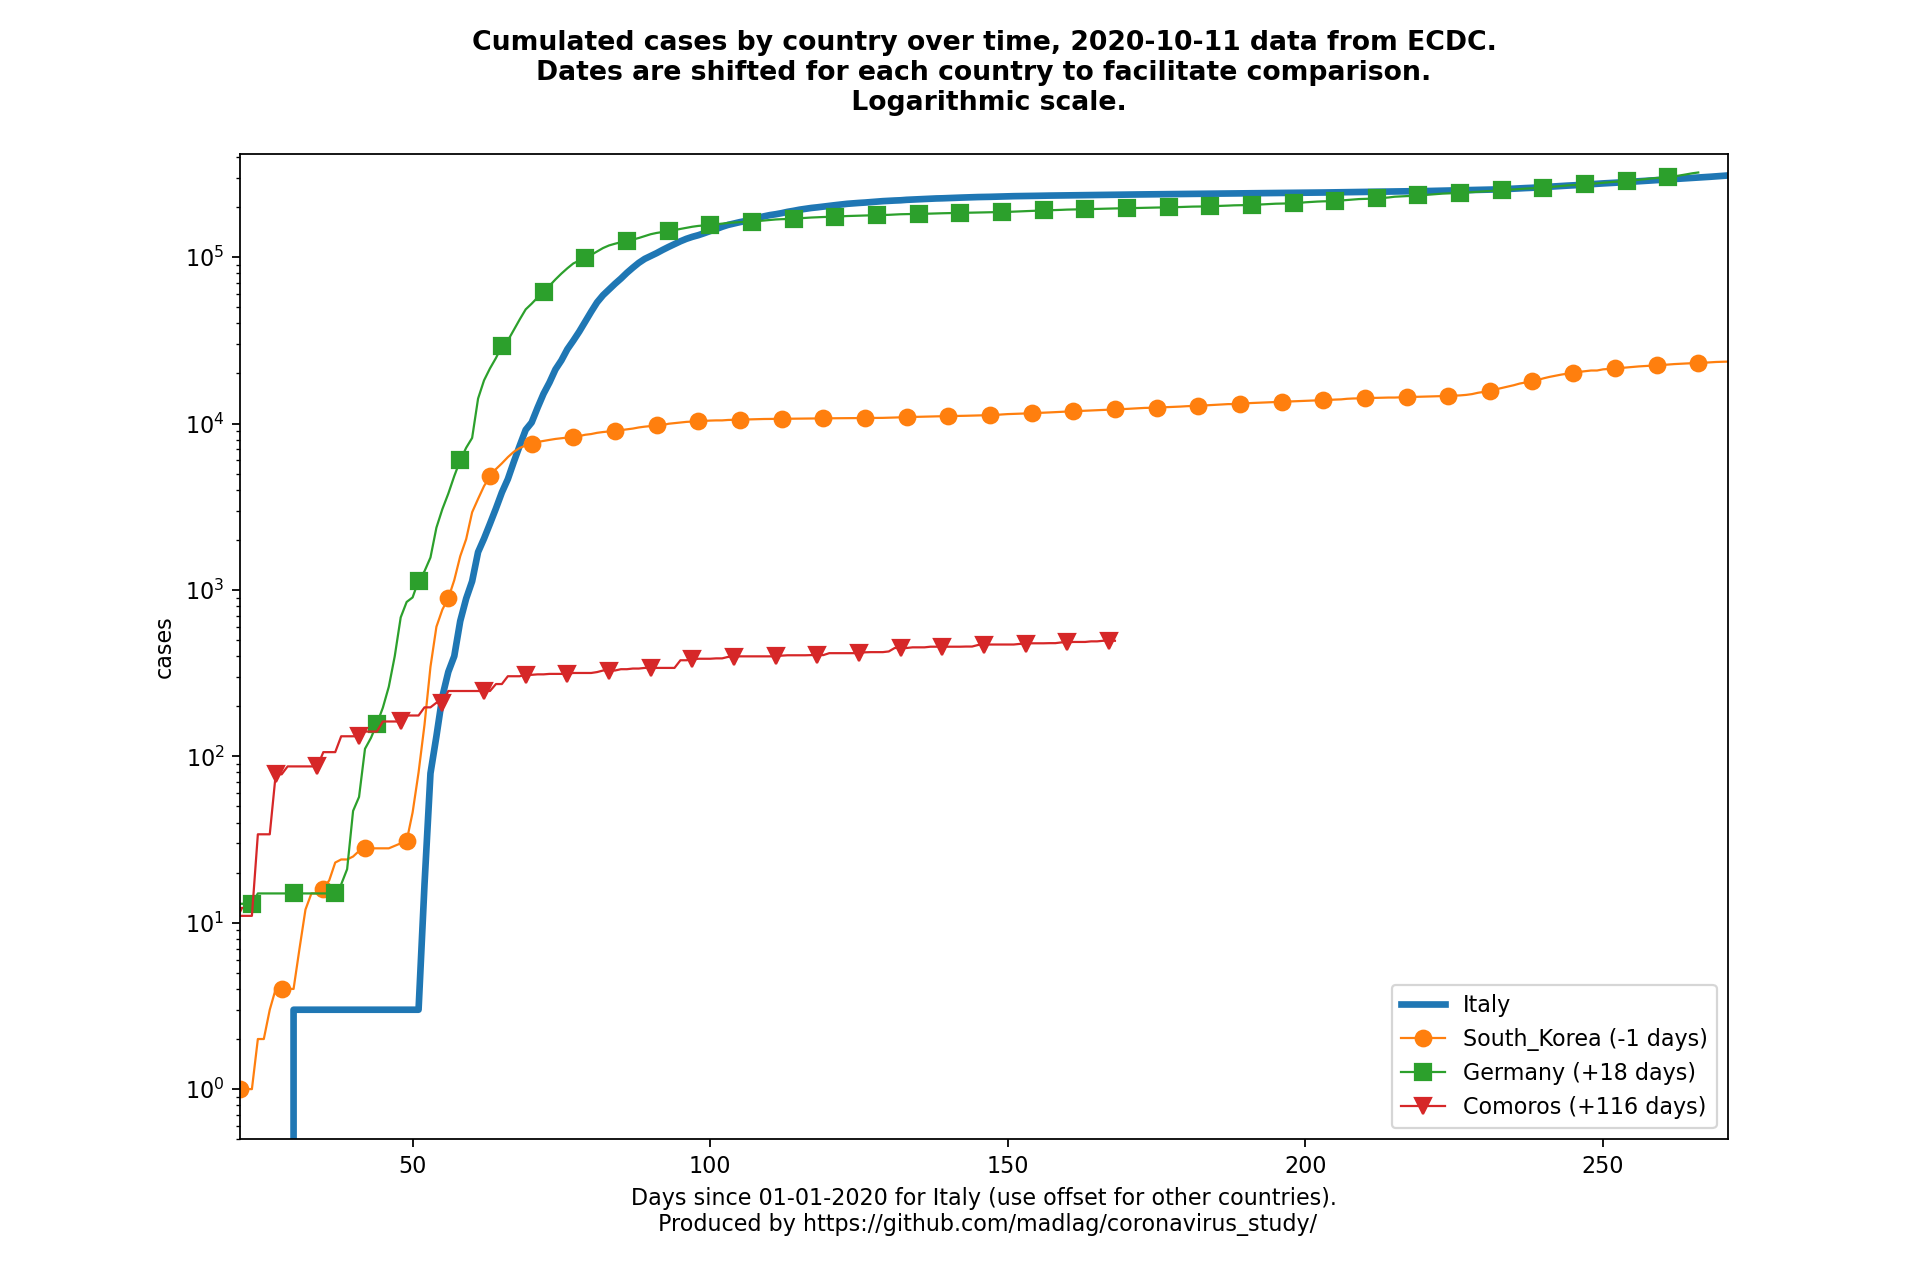 Cumulated cases by country over time, 2020-10-11 data from ECDC.
Dates are shifted for each country to facilitate comparison.
Logarithmic scale.
10^5
10^4
10^3
10^2
10^1
10^0
cases
50
100
150
200
250
Italy
South_Korea (-1 days)
Germany (+18 days)
Comoros (+116 days)
Days since 01-01-2020 for Italy (use offset for other countries).
Produced by https://github.com/madlag/coronavirus_study/